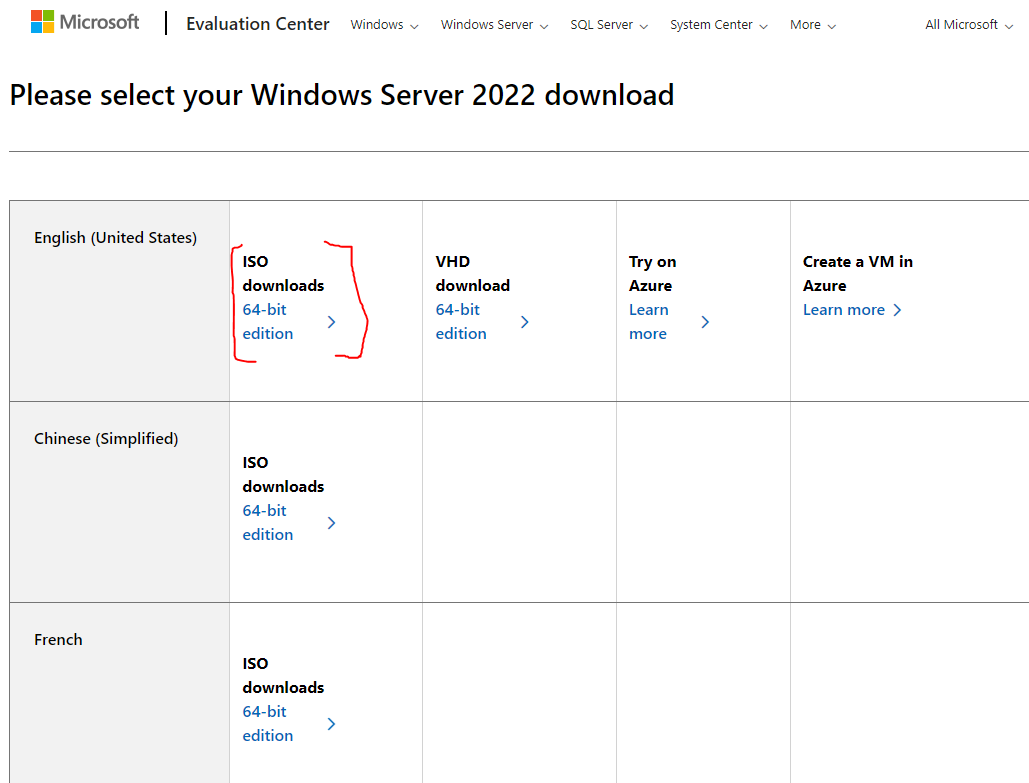 Microsoft Evaluation Center Windows Windows Server SQL Server System Center More All Microsoft
Please select your Windows Server 2022 download
English (United States)
ISO
downloads
64-bit
edition
VHD
download
64-bit
edition
Try on
Azure
Learn
more
Create a VM in
Azure
Learn more
Chinese (Simplified)
ISO
downloads
64-bit
edition
French
ISO
downloads
64-bit
edition